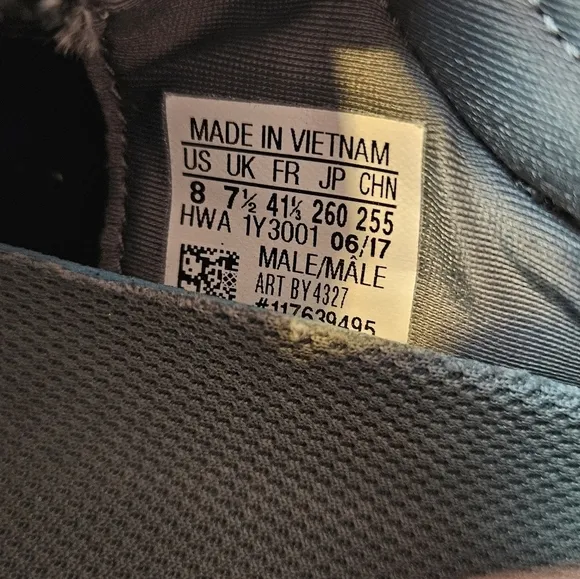 MADE IN VIETNAM
US UK FR JP CHN
8 7½ 41⅓ 260 255
HWA 1Y3001 06/17
MALE/MÂLE
ART BY4327
#117639495